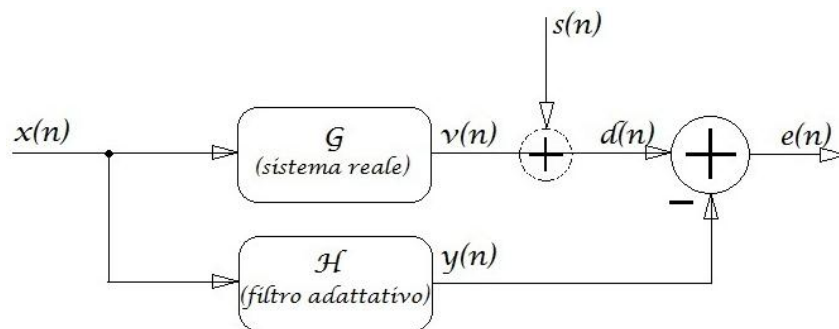 s(n)
x(n)
G
(sistema reale)
v(n)
+
d(n)
+
e(n)
−
H
(filtro adattativo)
y(n)